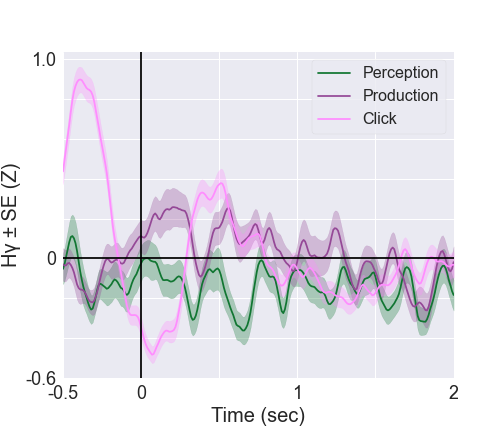 1.0
0
-0.6
Hγ ± SE (Z)
Perception
Production
Click
-0.5
0
1
2
Time (sec)